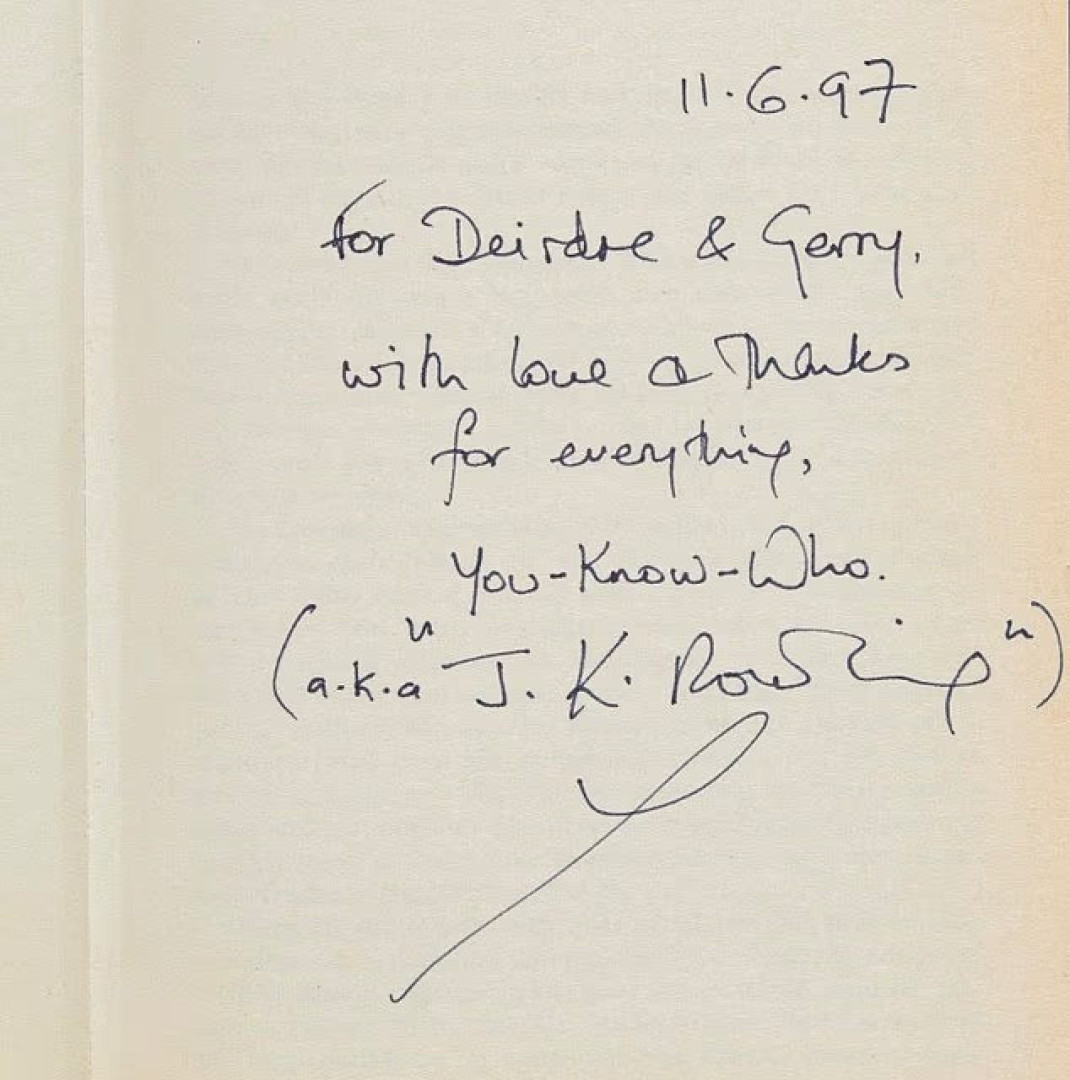 11.6.97
for Deirdre & Gerry,
with love & thanks
for everything,
You-Know-Who.
(a.k.a "J. K. Rowling")